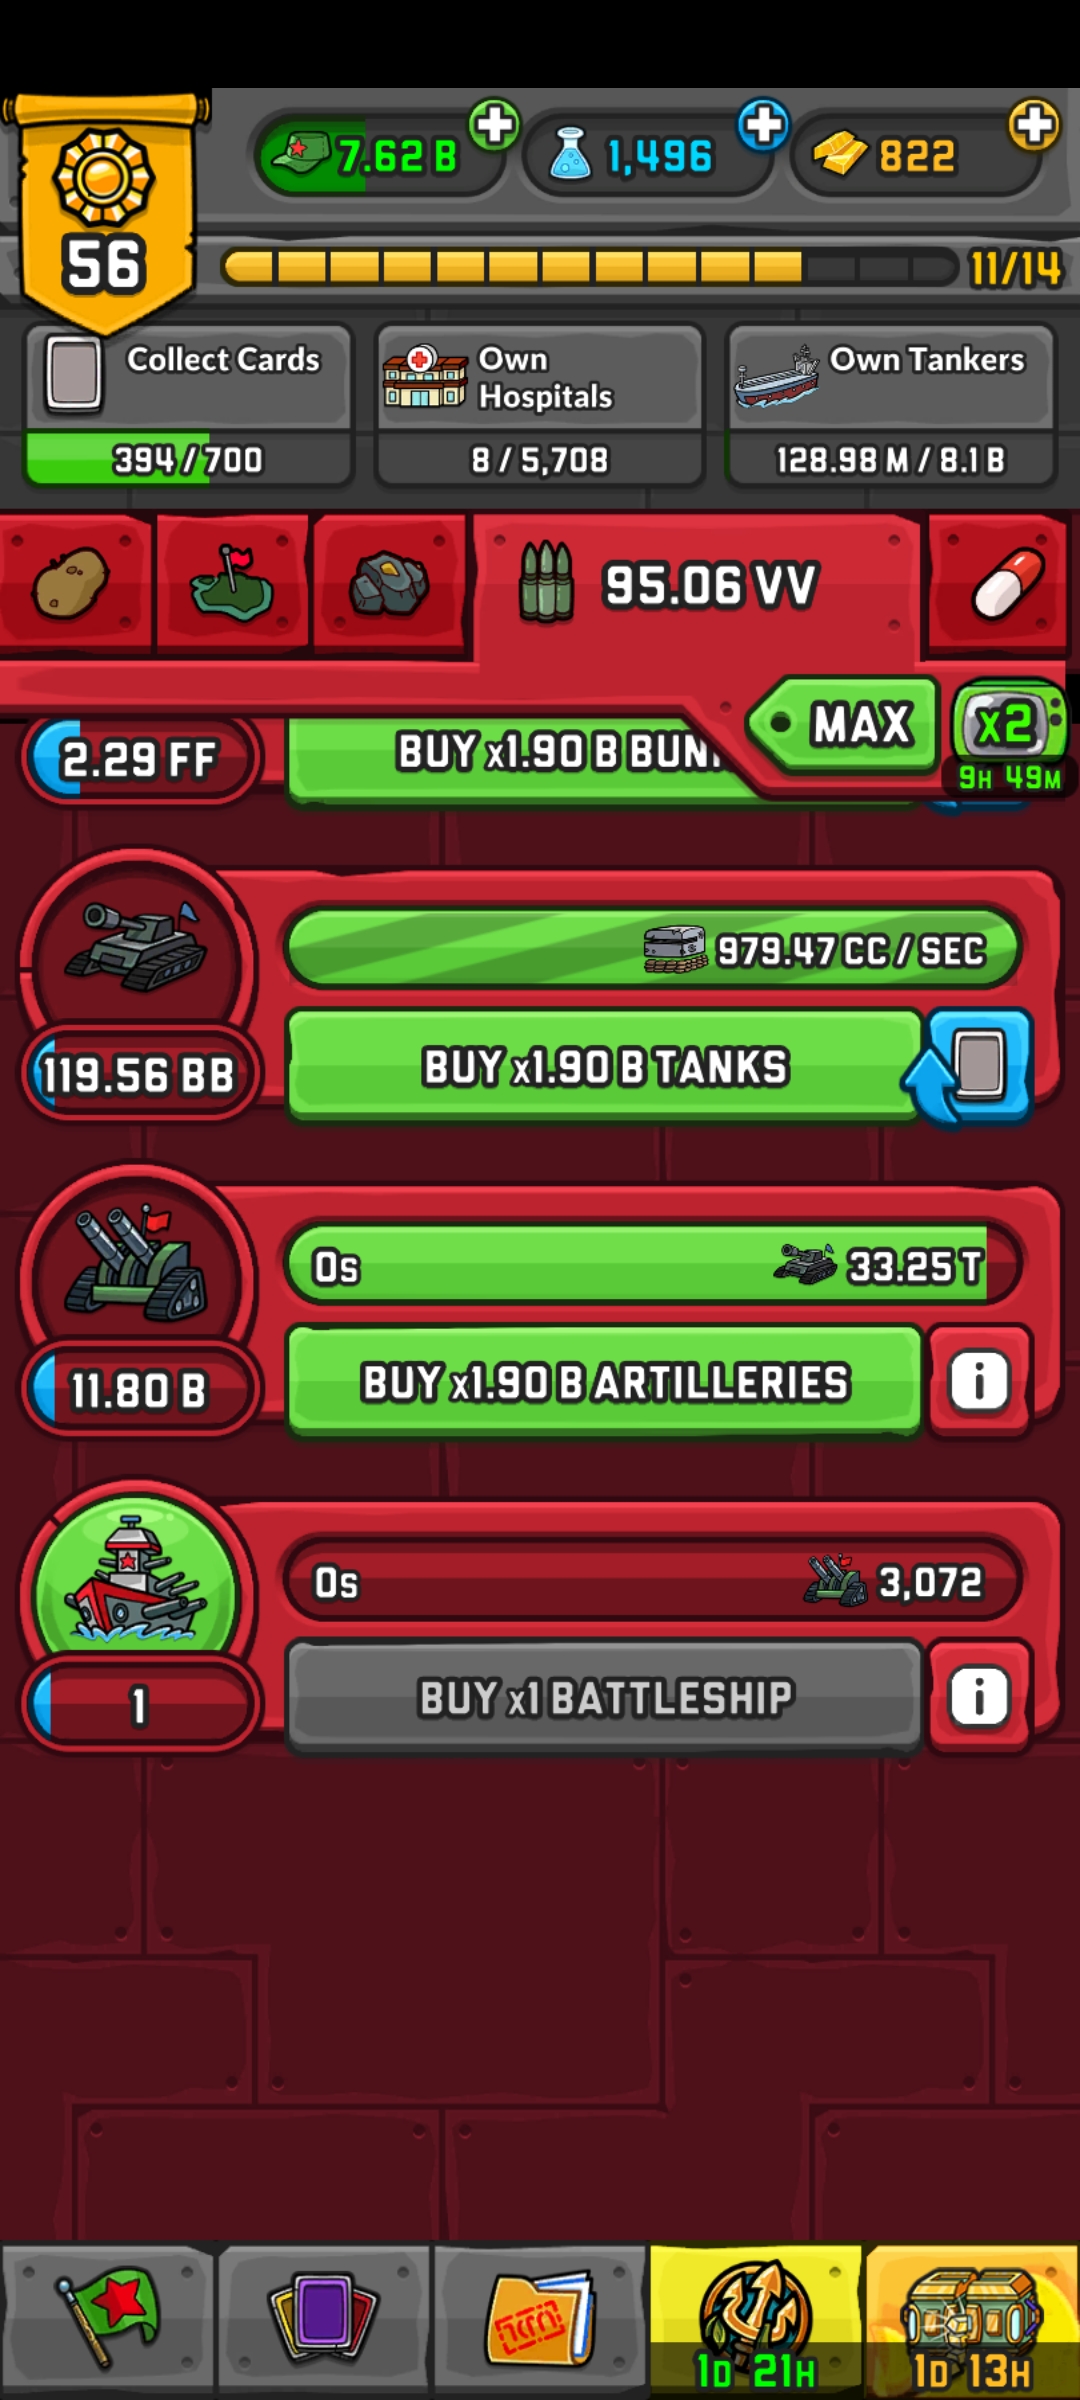 7.62 B
1,496
822
56
11/14
Collect Cards
Own
Hospitals
Own Tankers
394/700
8/5,708
128.98 M/8.1 B
95.06 VV
MAX
x2
9H 49M
2.29 FF
BUY x1.90 B
979.47 CC / SEC
119.56 BB
BUY x1.90 B TANKS
0s
33.25 T
11.80 B
BUY x1.90 B ARTILLERIES
i
0s
3,072
1
BUY x1 BATTLESHIP
i
1D 21H
1D 13H